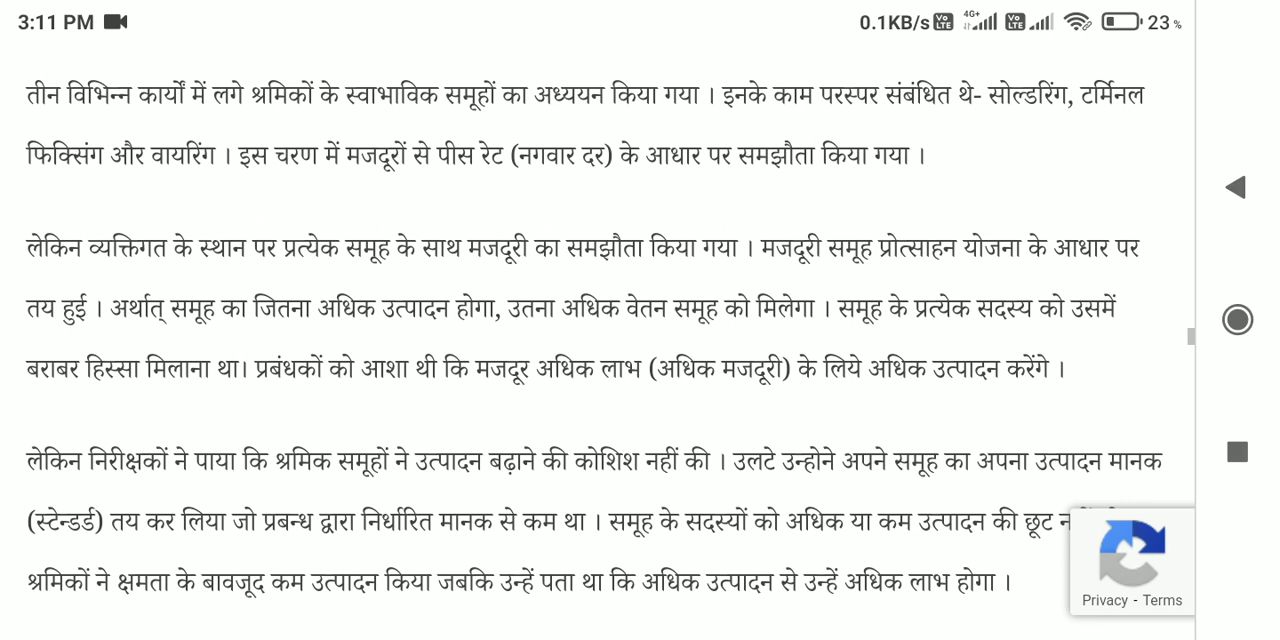 3:11 PM 0.1KB/s Vo LTE 4G+ Vo LTE 23 %
तीन विभिन्न कार्यों में लगे श्रमिकों के स्वाभाविक समूहों का अध्ययन किया गया । इनके काम परस्पर संबंधित थे- सोल्डरिंग, टर्मिनल
फिक्सिंग और वायरिंग । इस चरण में मजदूरों से पीस रेट (नगवार दर) के आधार पर समझौता किया गया ।
लेकिन व्यक्तिगत के स्थान पर प्रत्येक समूह के साथ मजदूरी का समझौता किया गया । मजदूरी समूह प्रोत्साहन योजना के आधार पर
तय हुई । अर्थात् समूह का जितना अधिक उत्पादन होगा, उतना अधिक वेतन समूह को मिलेगा । समूह के प्रत्येक सदस्य को उसमें
बराबर हिस्सा मिलाना था। प्रबंधकों को आशा थी कि मजदूर अधिक लाभ (अधिक मजदूरी) के लिये अधिक उत्पादन करेंगे ।
लेकिन निरीक्षकों ने पाया कि श्रमिक समूहों ने उत्पादन बढ़ाने की कोशिश नहीं की । उलटे उन्होने अपने समूह का अपना उत्पादन मानक
(स्टेन्डर्ड) तय कर लिया जो प्रबन्ध द्वारा निर्धारित मानक से कम था । समूह के सदस्यों को अधिक या कम उत्पादन की छूट
श्रमिकों ने क्षमता के बावजूद कम उत्पादन किया जबकि उन्हें पता था कि अधिक उत्पादन से उन्हें अधिक लाभ होगा ।
Privacy - Terms